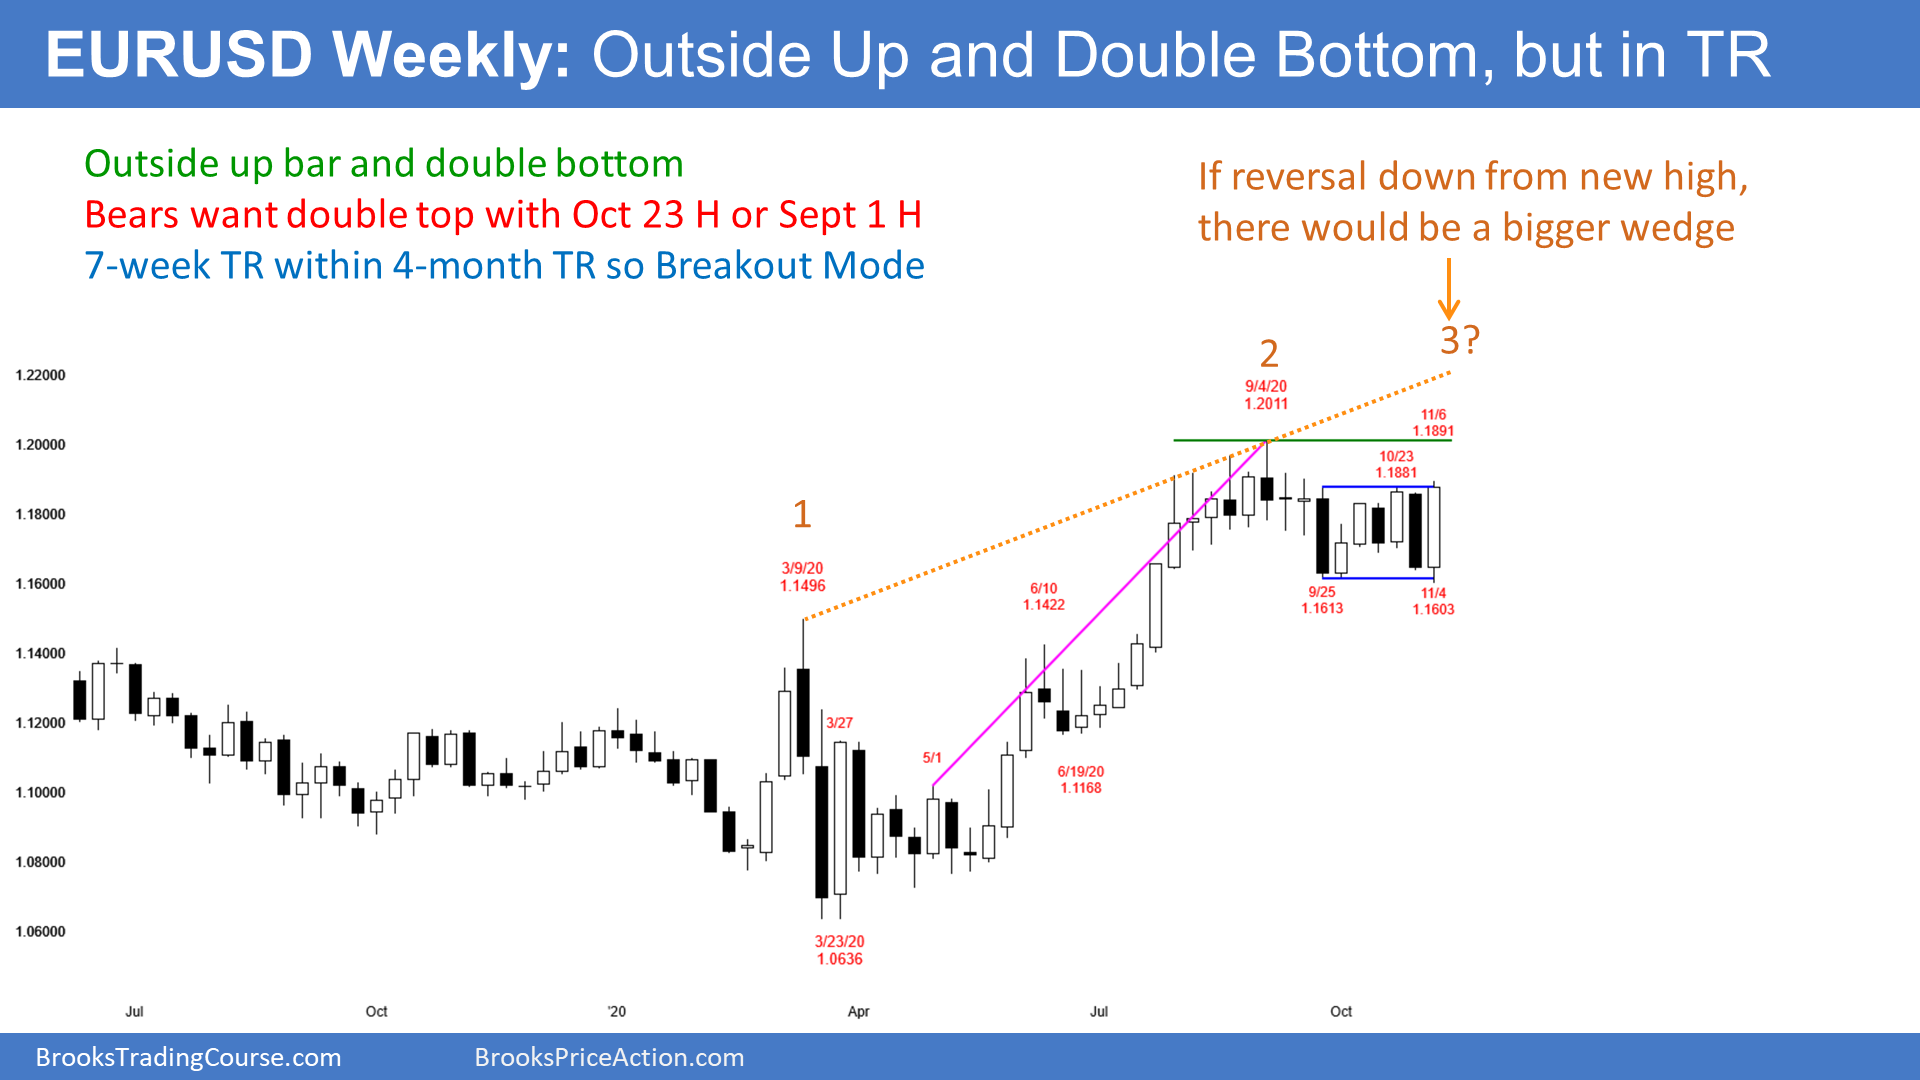 EURUSD Weekly: Outside Up and Double Bottom, but in TR
Outside up bar and double bottom
Bears want double top with Oct 23 H or Sept 1 H
7-week TR within 4-month TR so Breakout Mode
If reversal down from new high,
there would be a bigger wedge
3?
2
1
1.22000
1.20000
1.18000
1.16000
1.14000
1.12000
1.10000
1.08000
1.06000
9/4/20
1.2011
11/6
1.1891
10/23
1.1881
3/9/20
1.1496
6/10
1.1422
9/25
1.1613
11/4
1.1603
3/27
5/1
6/19/20
1.1168
3/23/20
1.0636
Jul
Oct
'20
Apr
Jul
Oct
BrooksTradingCourse.com
BrooksPriceAction.com